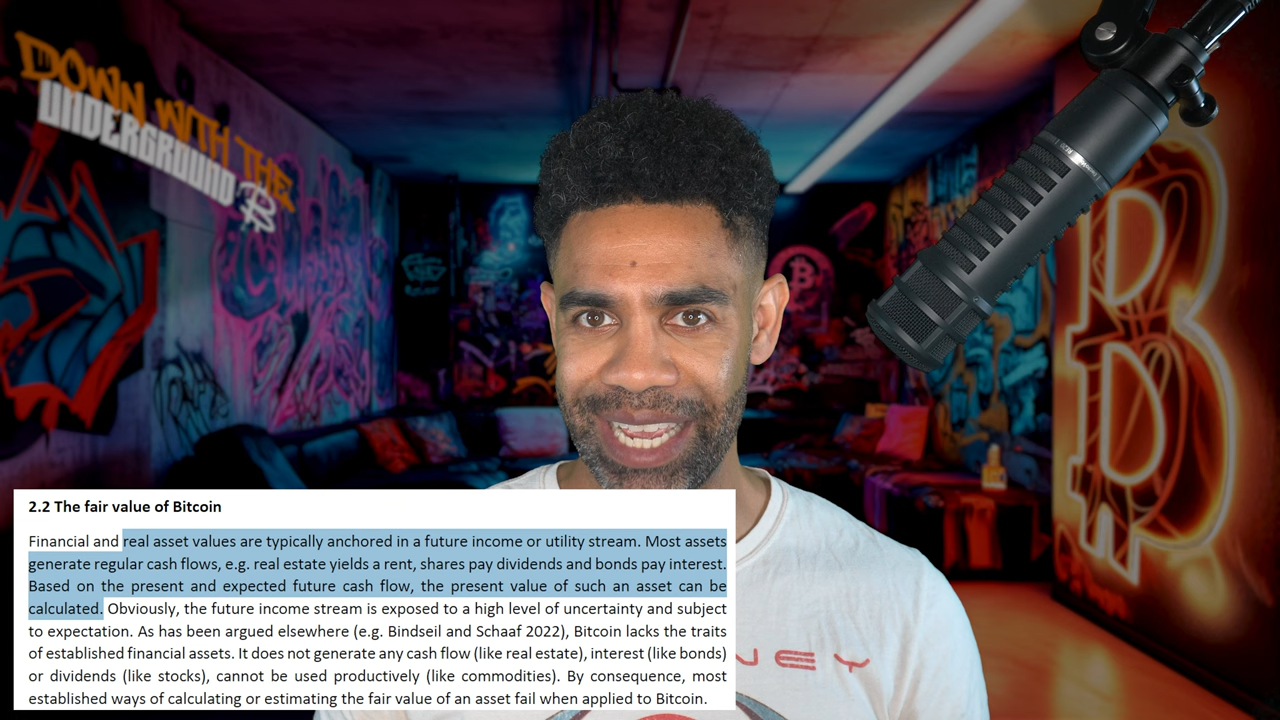 DOWN WITH THE
UNDERGROUND
2.2 The fair value of Bitcoin
Financial and real asset values are typically anchored in a future income or utility stream. Most assets
generate regular cash flows, e.g. real estate yields a rent, shares pay dividends and bonds pay interest.
Based on the present and expected future cash flow, the present value of such an asset can be
calculated. Obviously, the future income stream is exposed to a high level of uncertainty and subject
to expectation. As has been argued elsewhere (e.g. Bindseil and Schaaf 2022), Bitcoin lacks the traits
of established financial assets. It does not generate any cash flow (like real estate), interest (like bonds)
or dividends (like stocks), cannot be used productively (like commodities). By consequence, most
established ways of calculating or estimating the fair value of an asset fail when applied to Bitcoin.
NEY